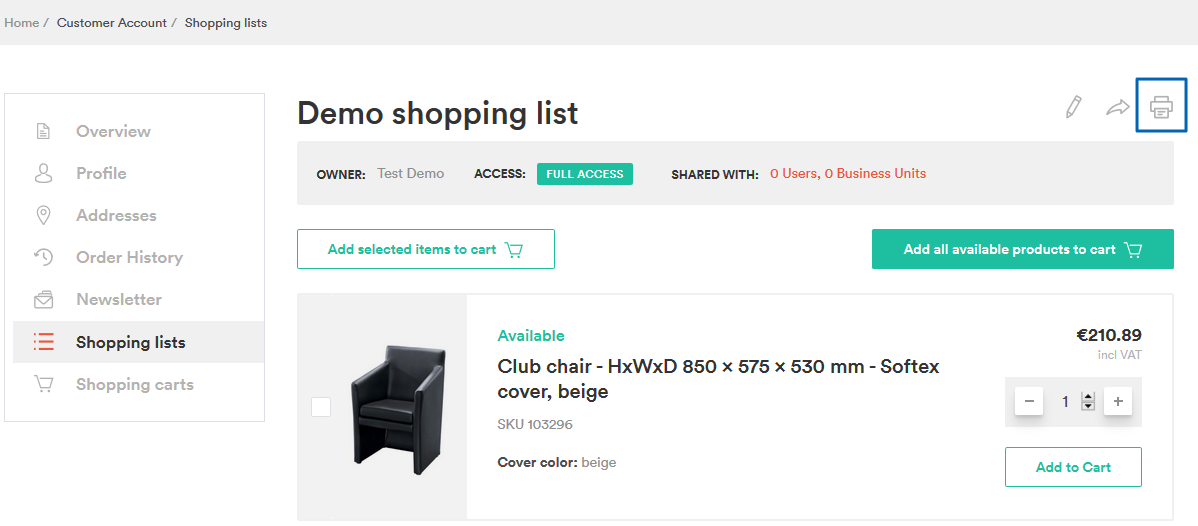 Home / Customer Account / Shopping lists
Overview
Profile
Addresses
Order History
Newsletter
Shopping lists
Shopping carts
Demo shopping list
OWNER: Test Demo ACCESS: FULL ACCESS SHARED WITH: 0 Users, 0 Business Units
Add selected items to cart
Add all available products to cart
Available
Club chair - HxWxD 850 × 575 × 530 mm - Softex
cover, beige
SKU 103296
Cover color: beige
€210.89
incl VAT
− 1 +
Add to Cart